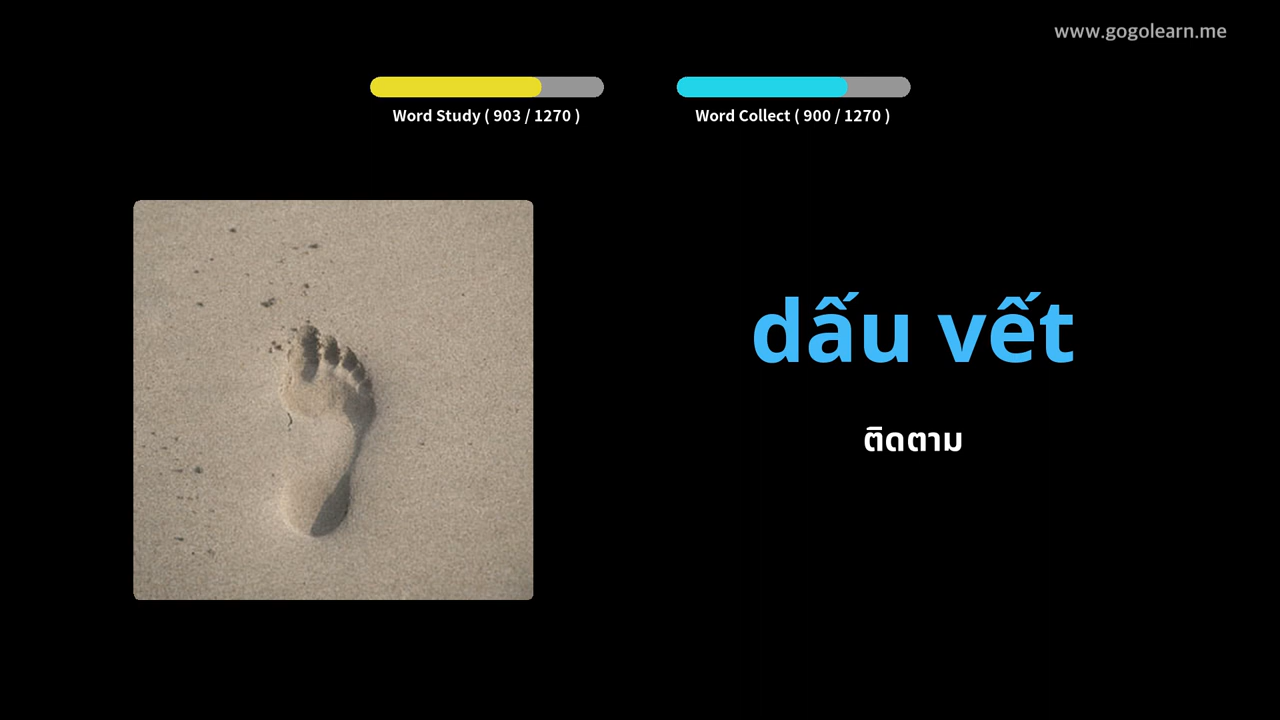 www.gogolearn.me
Word Study ( 903 / 1270 )
Word Collect ( 900 / 1270 )
dấu vết
ติดตาม